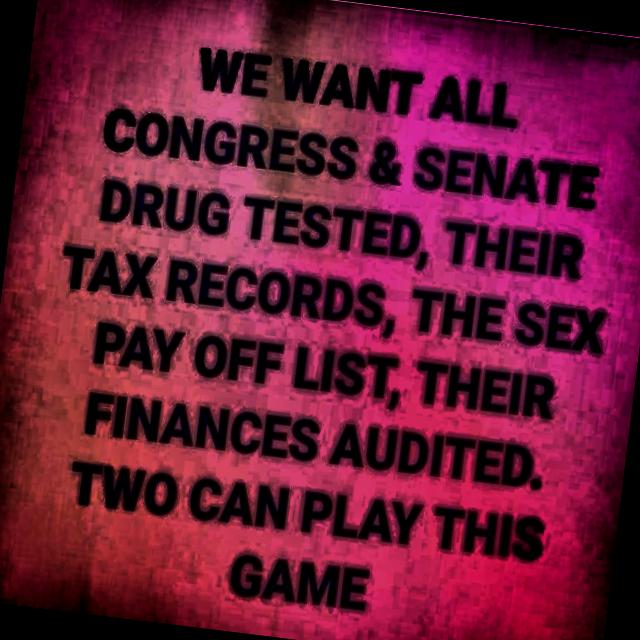 WE WANT ALL
CONGRESS & SENATE
DRUG TESTED, THEIR
TAX RECORDS, THE SEX
PAY OFF LIST, THEIR
FINANCES AUDITED.
TWO CAN PLAY THIS
GAME